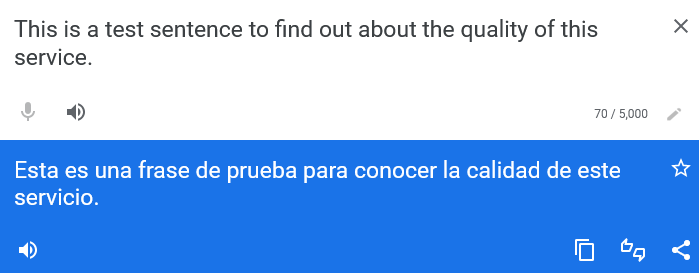 This is a test sentence to find out about the quality of this
service.
70 / 5,000
Esta es una frase de prueba para conocer la calidad de este
servicio.